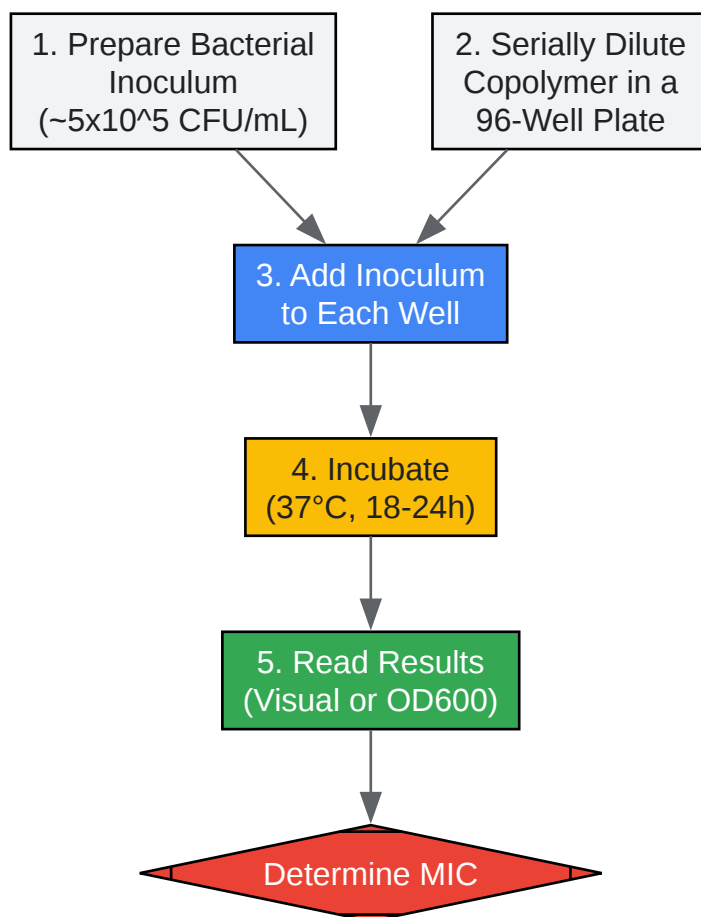 1. Prepare Bacterial
Inoculum
(~5x10^5 CFU/mL)
2. Serially Dilute
Copolymer in a
96-Well Plate
3. Add Inoculum
to Each Well
4. Incubate
(37°C, 18-24h)
5. Read Results
(Visual or OD600)
Determine MIC